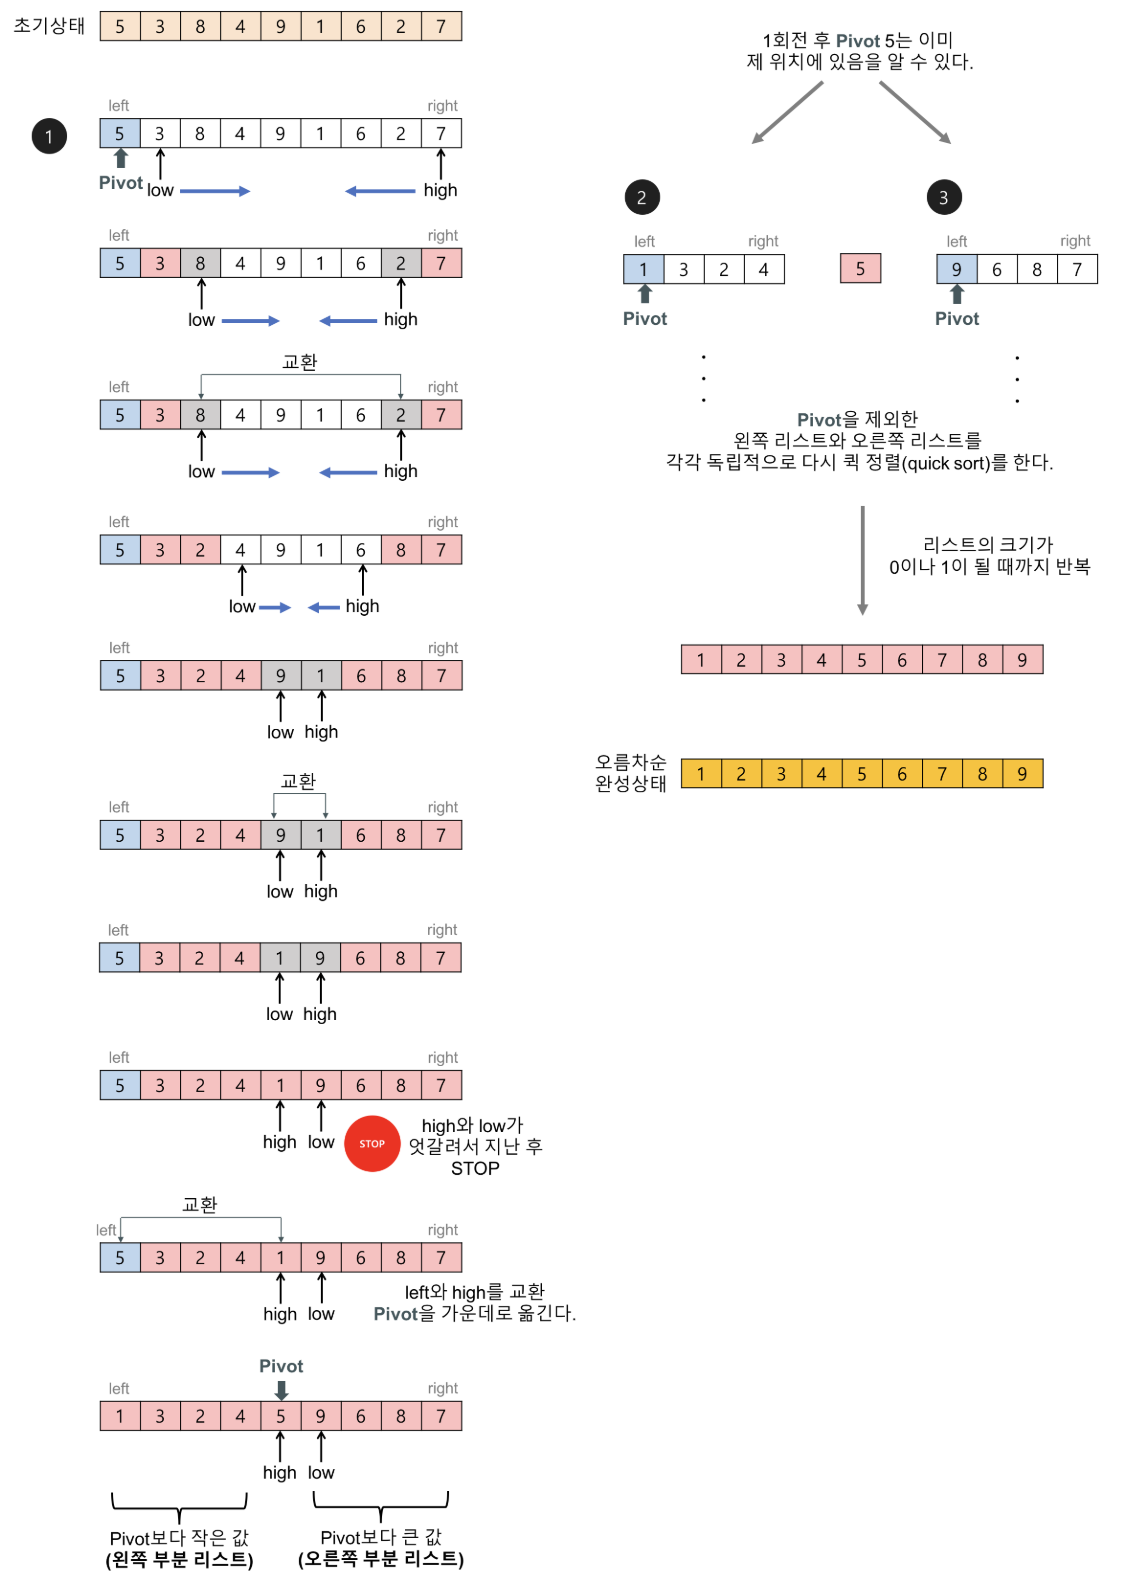 초기상태
5 3 8 4 9 1 6 2 7
left right
1
5 3 8 4 9 1 6 2 7
Pivot low high
left right
5 3 8 4 9 1 6 2 7
low high
교환
left right
5 3 8 4 9 1 6 2 7
low high
left right
5 3 2 4 9 1 6 8 7
low high
left right
5 3 2 4 9 1 6 8 7
low high
교환
left right
5 3 2 4 9 1 6 8 7
low high
left right
5 3 2 4 1 9 6 8 7
low high
left right
5 3 2 4 1 9 6 8 7
high low
STOP
high와 low가
엇갈려서 지난 후
STOP
교환
left right
5 3 2 4 1 9 6 8 7
high low
left와 high를 교환
Pivot을 가운데로 옮긴다.
Pivot
left right
1 3 2 4 5 9 6 8 7
high low
Pivot보다 작은 값
(왼쪽 부분 리스트)
Pivot보다 큰 값
(오른쪽 부분 리스트)
1회전 후 Pivot 5는 이미
제 위치에 있음을 알 수 있다.
2
left right
1 3 2 4
Pivot
5
3
left right
9 6 8 7
Pivot
Pivot을 제외한
왼쪽 리스트와 오른쪽 리스트를
각각 독립적으로 다시 퀵 정렬(quick sort)를 한다.
리스트의 크기가
0이나 1이 될 때까지 반복
1 2 3 4 5 6 7 8 9
오름차순
완성상태
1 2 3 4 5 6 7 8 9